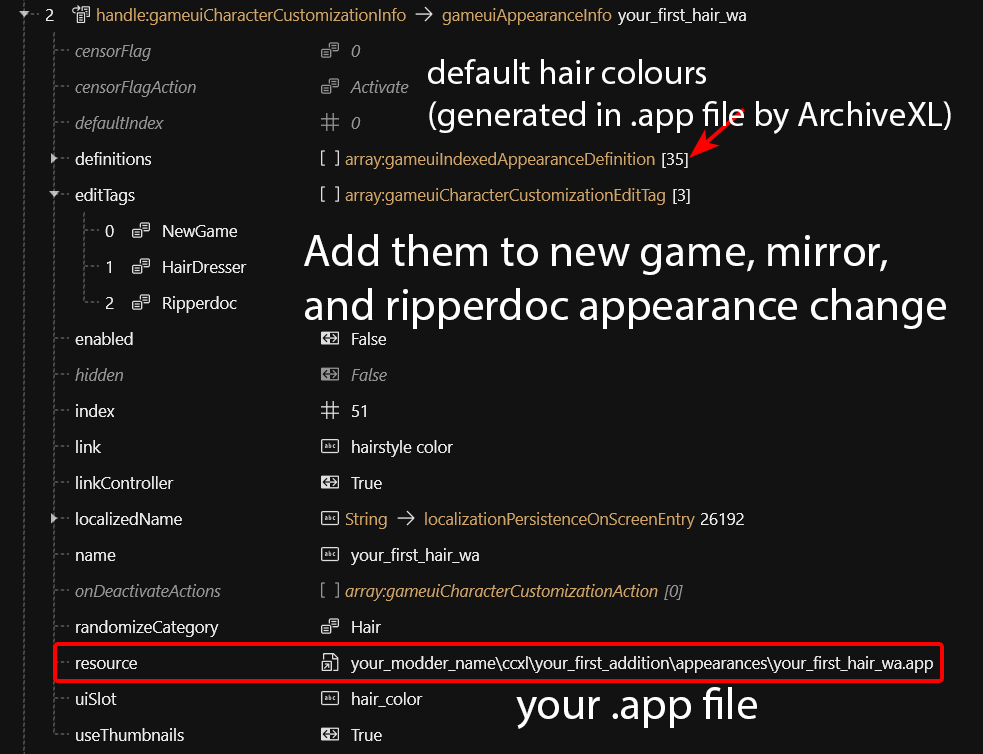 2 handle:gameuiCharacterCustomizationInfo → gameuiAppearanceInfo your_first_hair_wa
censorFlag 0
censorFlagAction Activate
default hair colours
(generated in .app file by ArchiveXL)
defaultIndex # 0
definitions [ ] array:gameuiIndexedAppearanceDefinition [35]
editTags [ ] array:gameuiCharacterCustomizationEditTag [3]
0 NewGame
1 HairDresser
2 Ripperdoc
Add them to new game, mirror,
and ripperdoc appearance change
enabled False
hidden False
index # 51
link abc hairstyle color
linkController True
localizedName abc String → localizationPersistenceOnScreenEntry 26192
name abc your_first_hair_wa
onDeactivateActions [ ] array:gameuiCharacterCustomizationAction [0]
randomizeCategory Hair
resource your_modder_name\ccxl\your_first_addition\appearances\your_first_hair_wa.app
uiSlot abc hair_color
your .app file
useThumbnails True